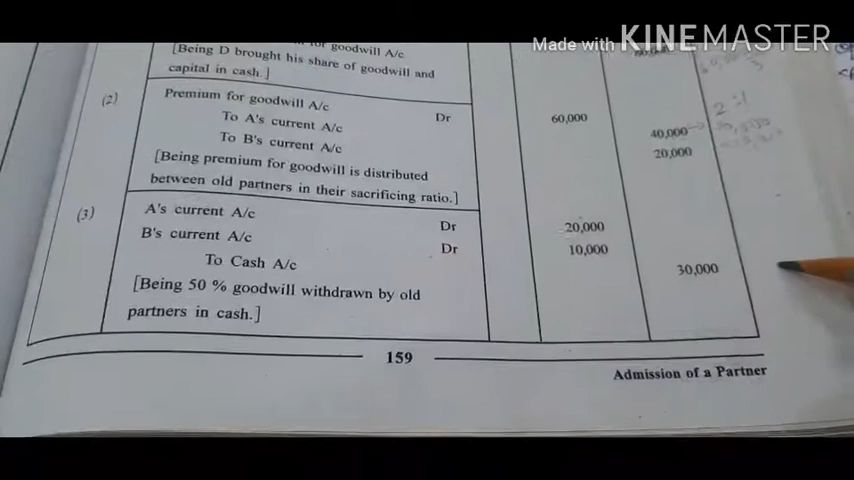 Made with KINEMASTER
goodwill A/c
[Being D brought his share of goodwill and
capital in cash.]
(2) Premium for goodwill A/c Dr 60,000
To A's current A/c 40,000
To B's current A/c 20,000
[Being premium for goodwill is distributed
between old partners in their sacrificing ratio.]
(3) A's current A/c Dr 20,000
B's current A/c Dr 10,000
To Cash A/c 30,000
[Being 50 % goodwill withdrawn by old
partners in cash.]
159
Admission of a Partner